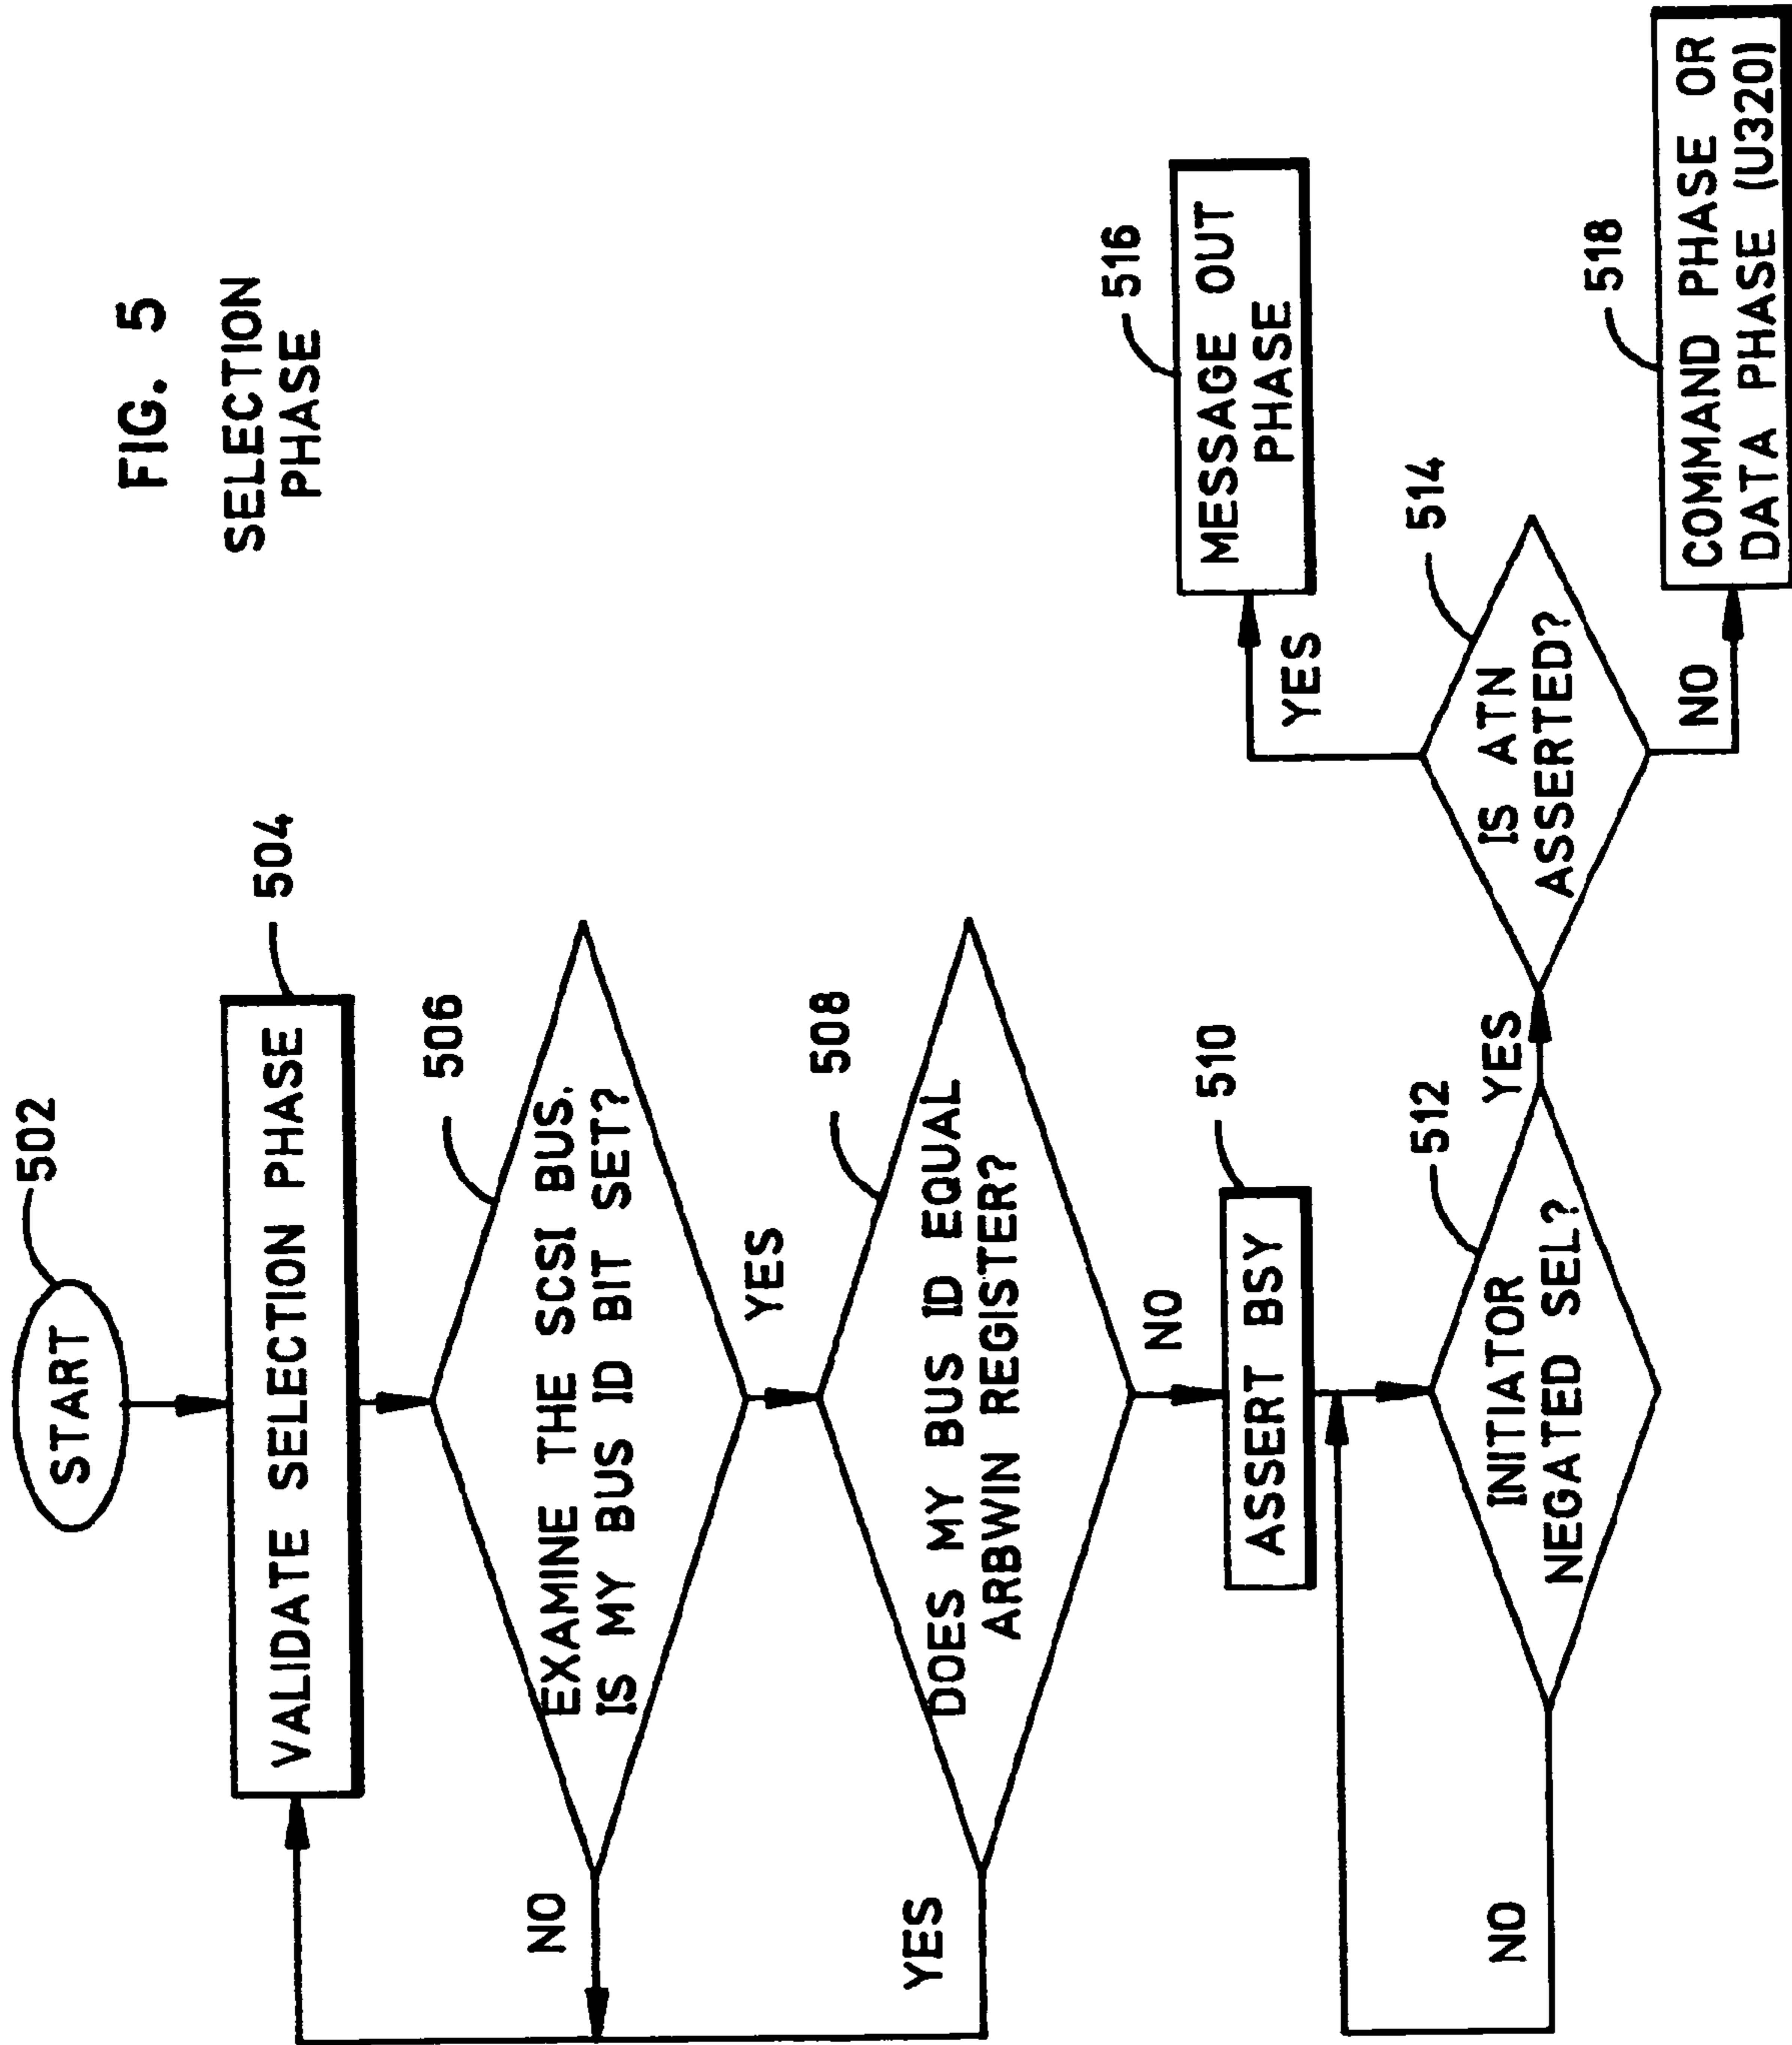 FIG. 5
SELECTION
PHASE
START
502
VALIDATE SELECTION PHASE
504
EXAMINE THE SCSI BUS.
IS MY BUS ID BIT SET?
506
NO
YES
DOES MY BUS ID EQUAL
ARBWIN REGISTER?
508
YES
NO
ASSERT BSY
510
INITIATOR
NEGATED SEL?
512
NO
YES
IS ATN
ASSERTED?
514
YES
MESSAGE OUT
PHASE
516
NO
COMMAND PHASE OR
DATA PHASE (U320)
518